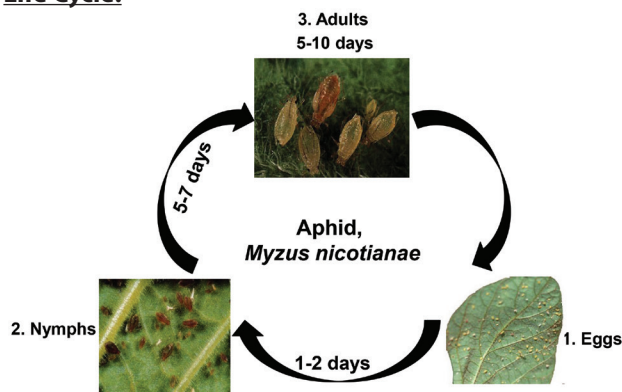 Life Cycle:
3. Adults
5-10 days
5-7 days
Aphid,
Myzus nicotianae
2. Nymphs
1. Eggs
1-2 days